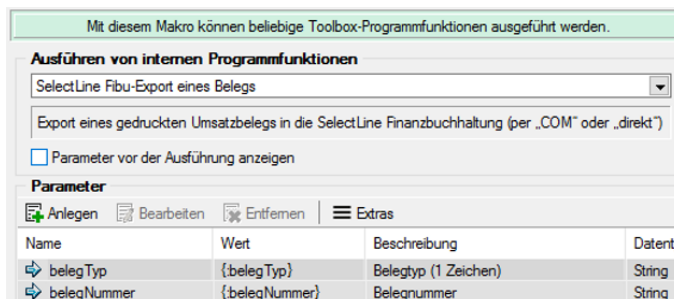 Mit diesem Makro können beliebige Toolbox-Programmfunktionen ausgeführt werden.
Ausführen von internen Programmfunktionen
SelectLine Fibu-Export eines Belegs
Export eines gedruckten Umsatzbelegs in die SelectLine Finanzbuchhaltung (per „COM" oder „direkt")
Parameter vor der Ausführung anzeigen
Parameter
Anlegen Bearbeiten Entfernen Extras
Name Wert Beschreibung Datent
belegTyp {:belegTyp} Belegtyp (1 Zeichen) String
belegNummer {:belegNummer} Belegnummer String